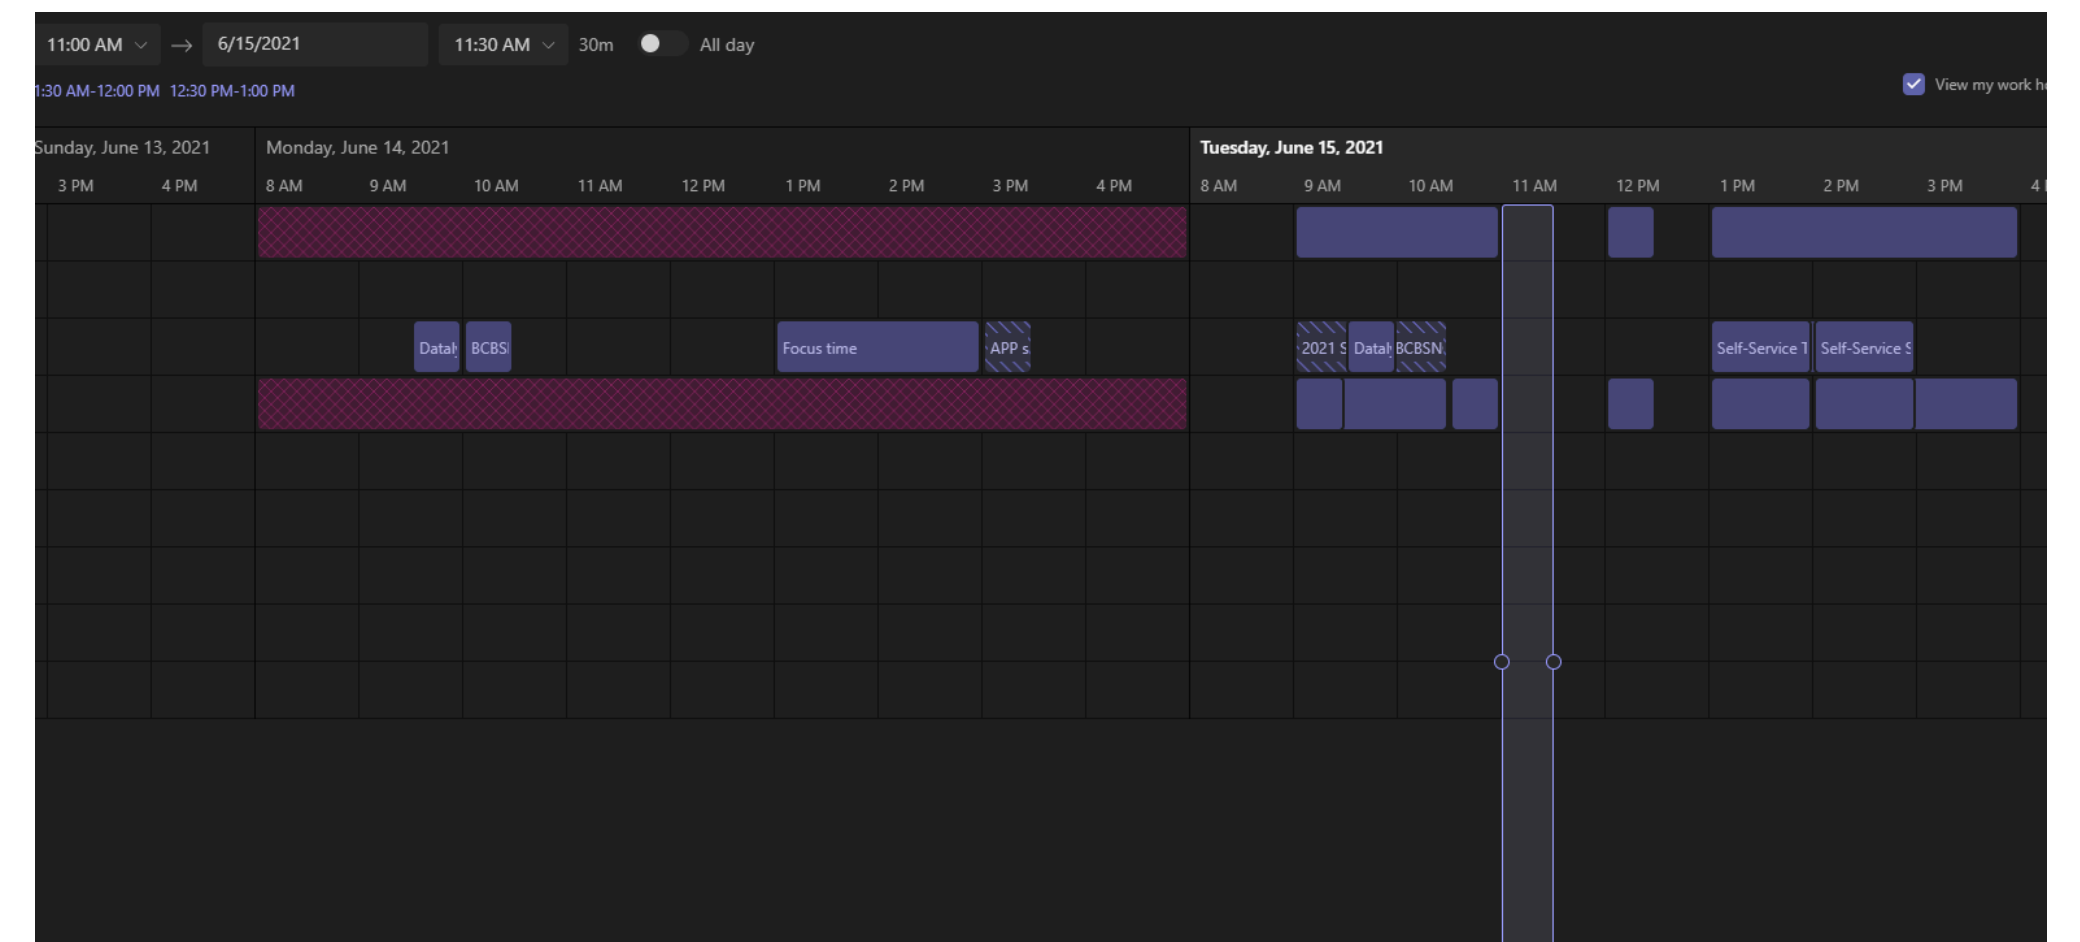 11:00 AM → 6/15/2021 11:30 AM 30m All day
1:30 AM-12:00 PM 12:30 PM-1:00 PM
View my work h
Sunday, June 13, 2021 Monday, June 14, 2021 Tuesday, June 15, 2021
3 PM 4 PM 8 AM 9 AM 10 AM 11 AM 12 PM 1 PM 2 PM 3 PM 4 PM 8 AM 9 AM 10 AM 11 AM 12 PM 1 PM 2 PM 3 PM 4
Datal BCBS Focus time APP s 2021 S Datal BCBSN Self-Service T Self-Service S